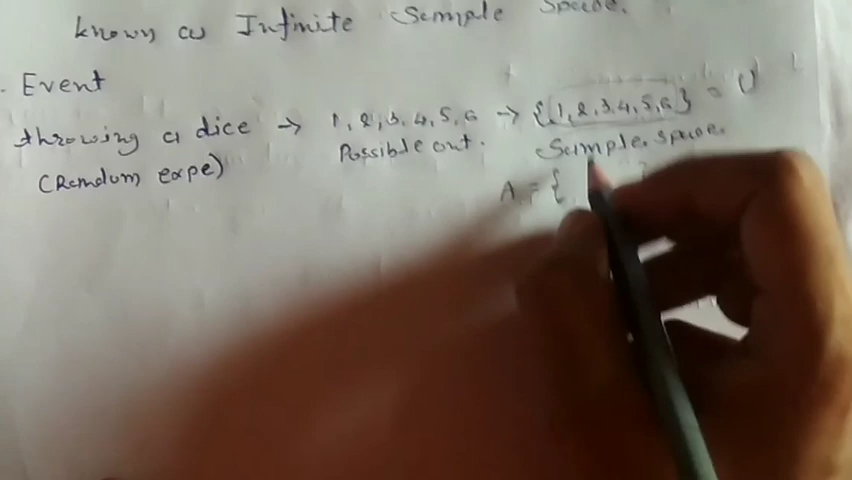 known as Infinite Sample Space.
. Event
throwing a dice → 1, 2, 3, 4, 5, 6 → {1, 2, 3, 4, 5, 6} = U
(Random expe) Possible out. Sample space.
A = {